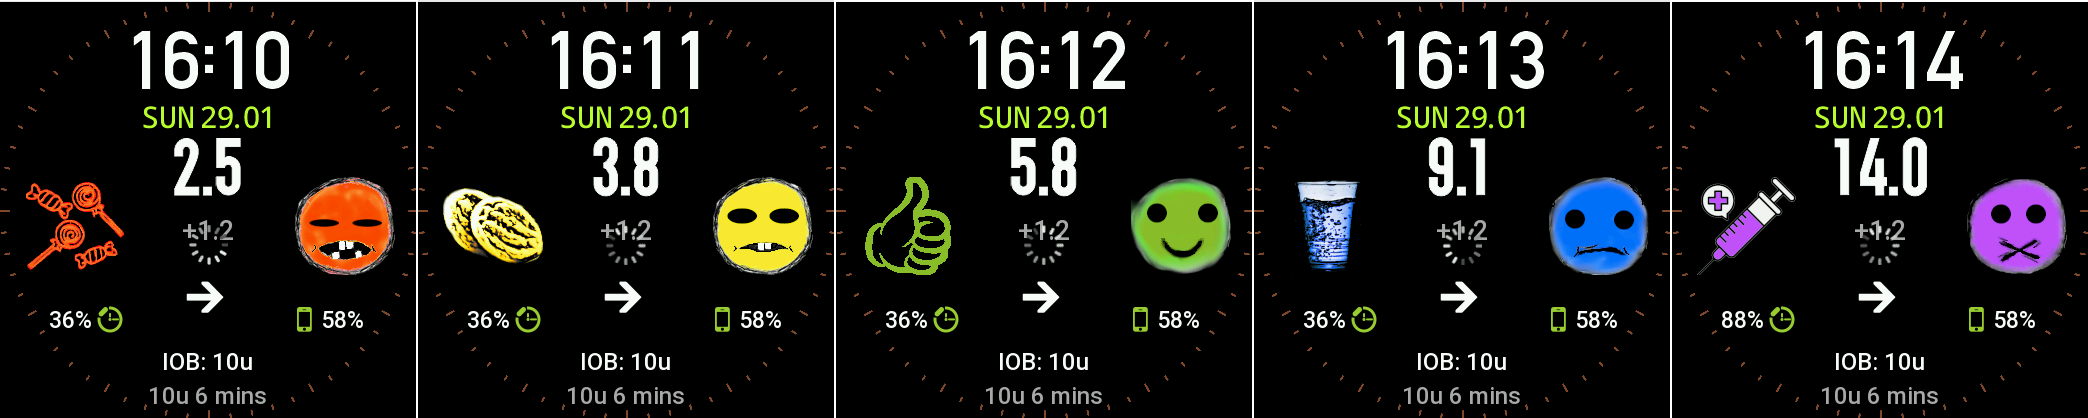 16:10
SUN 29.01
2.5
+1.2
36% 58%
IOB: 10u
10u 6 mins
16:11
SUN 29.01
3.8
+1.2
36% 58%
IOB: 10u
10u 6 mins
16:12
SUN 29.01
5.8
+1.2
36% 58%
IOB: 10u
10u 6 mins
16:13
SUN 29.01
9.1
+1.2
36% 58%
IOB: 10u
10u 6 mins
16:14
SUN 29.01
14.0
+1.2
88% 58%
IOB: 10u
10u 6 mins